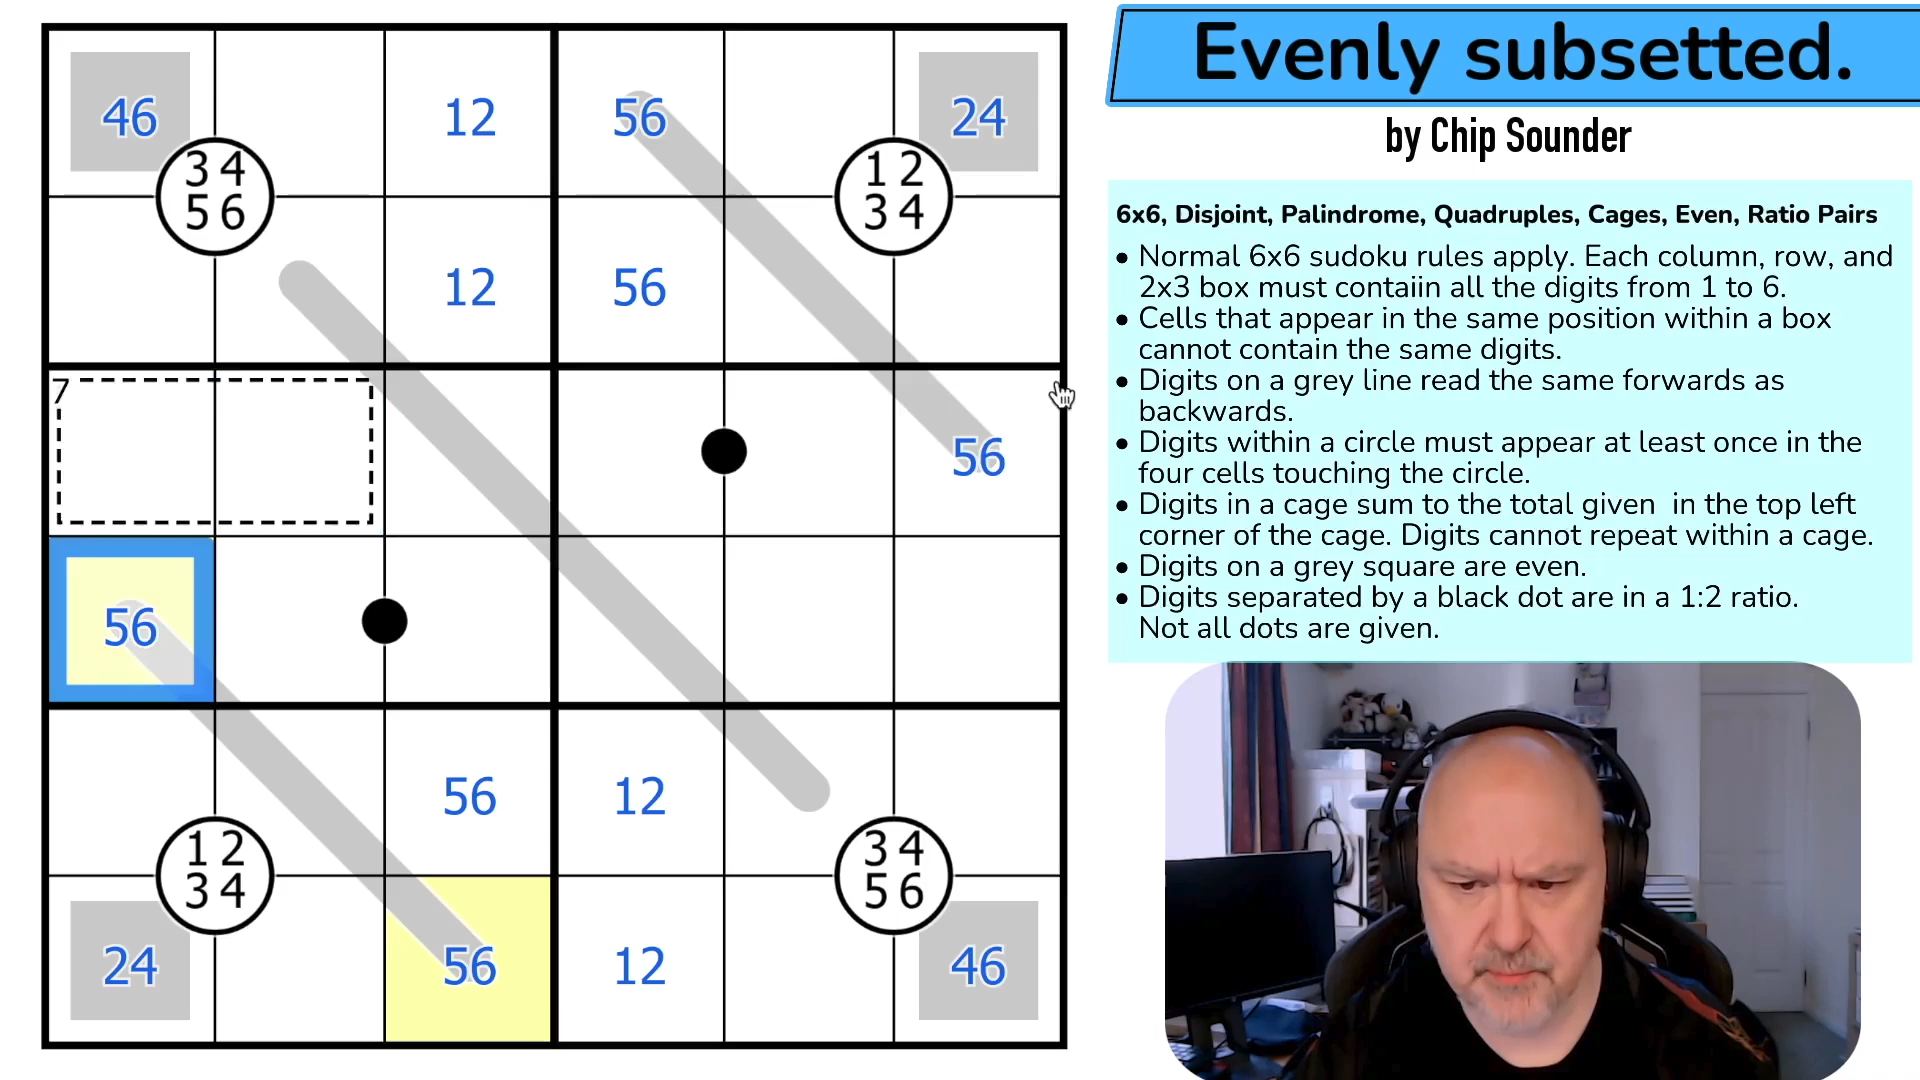 Evenly subsetted.
by Chip Sounder
46 12 56 24
3 4
5 6
1 2
3 4
12 56
7
56
56
56 12
1 2
3 4
3 4
5 6
24 56 12 46
6x6, Disjoint, Palindrome, Quadruples, Cages, Even, Ratio Pairs
• Normal 6x6 sudoku rules apply. Each column, row, and
2x3 box must contaiin all the digits from 1 to 6.
• Cells that appear in the same position within a box
cannot contain the same digits.
• Digits on a grey line read the same forwards as
backwards.
• Digits within a circle must appear at least once in the
four cells touching the circle.
• Digits in a cage sum to the total given in the top left
corner of the cage. Digits cannot repeat within a cage.
• Digits on a grey square are even.
• Digits separated by a black dot are in a 1:2 ratio.
Not all dots are given.